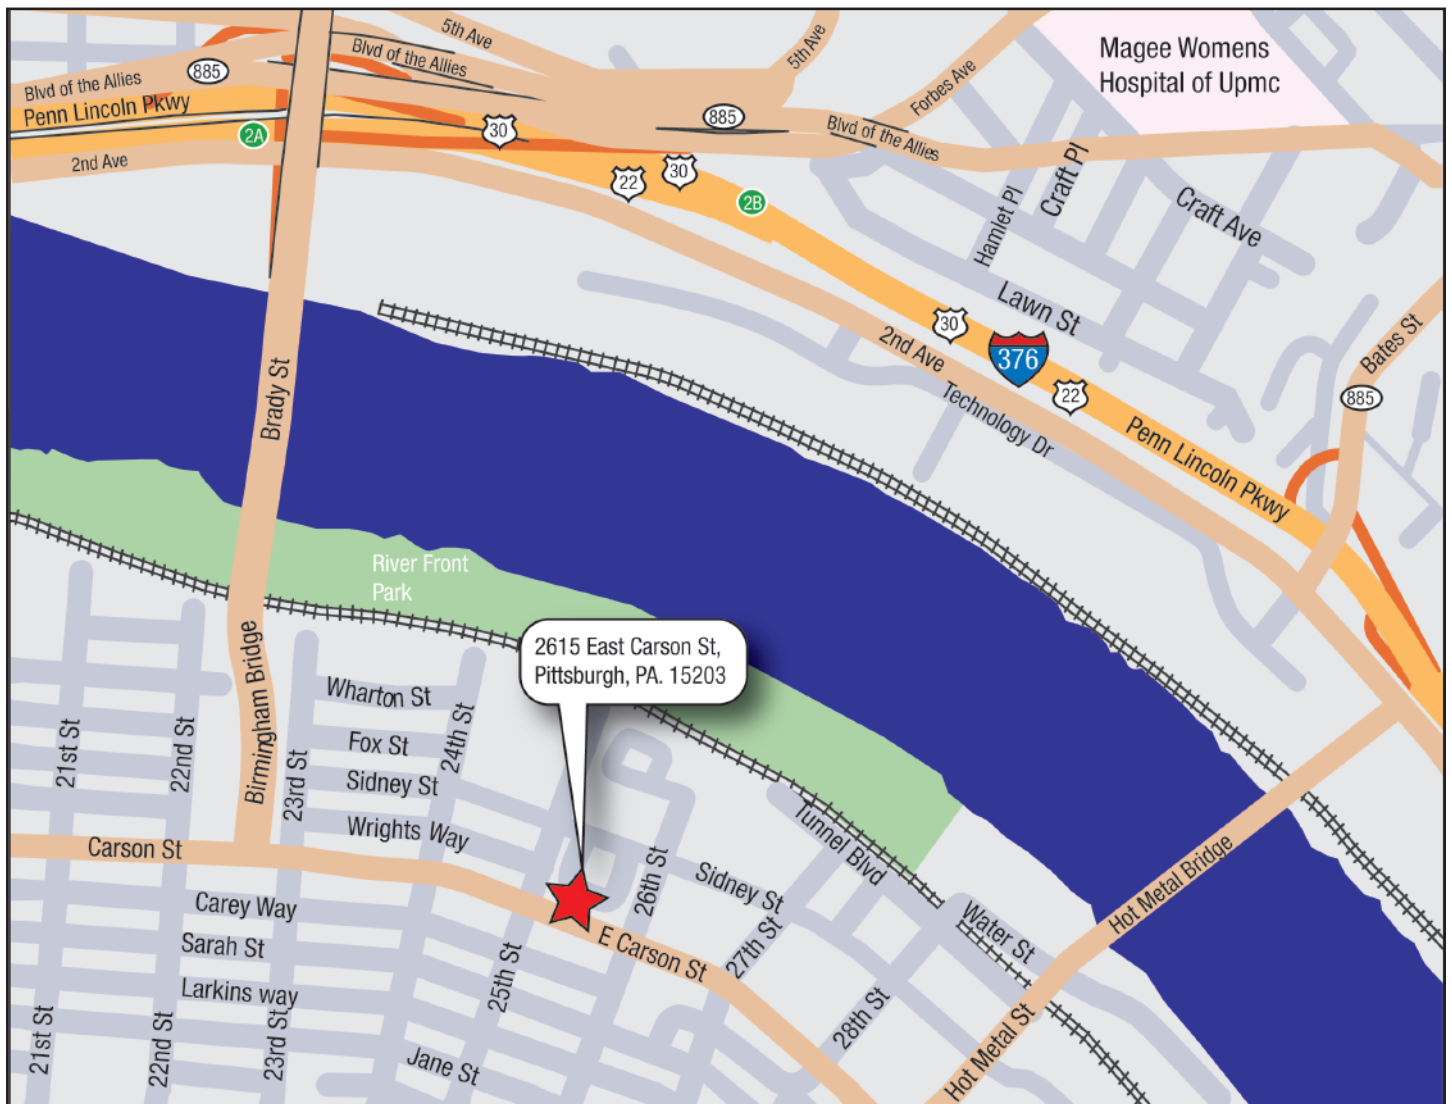 5th Ave
5th Ave
Blvd of the Allies
Magee Womens
Hospital of Upmc
Blvd of the Allies
885
Forbes Ave
Penn Lincoln Pkwy
885
30
2A
Blvd of the Allies
2nd Ave
30
22
2B
Craft Pl
Hamlet Pl
Craft Ave
Lawn St
30
2nd Ave
376
Bates St
22
885
Technology Dr
Penn Lincoln Pkwy
Brady St
River Front
Park
2615 East Carson St,
Pittsburgh, PA. 15203
Birmingham Bridge
Wharton St
24th St
21st St
22nd St
23rd St
Fox St
Sidney St
Wrights Way
Tunnel Blvd
Carson St
26th St
Sidney St
Hot Metal Bridge
Carey Way
Sarah St
E Carson St
27th St
Water St
25th St
Larkins way
28th St
21st St
22nd St
23rd St
Jane St
Hot Metal St